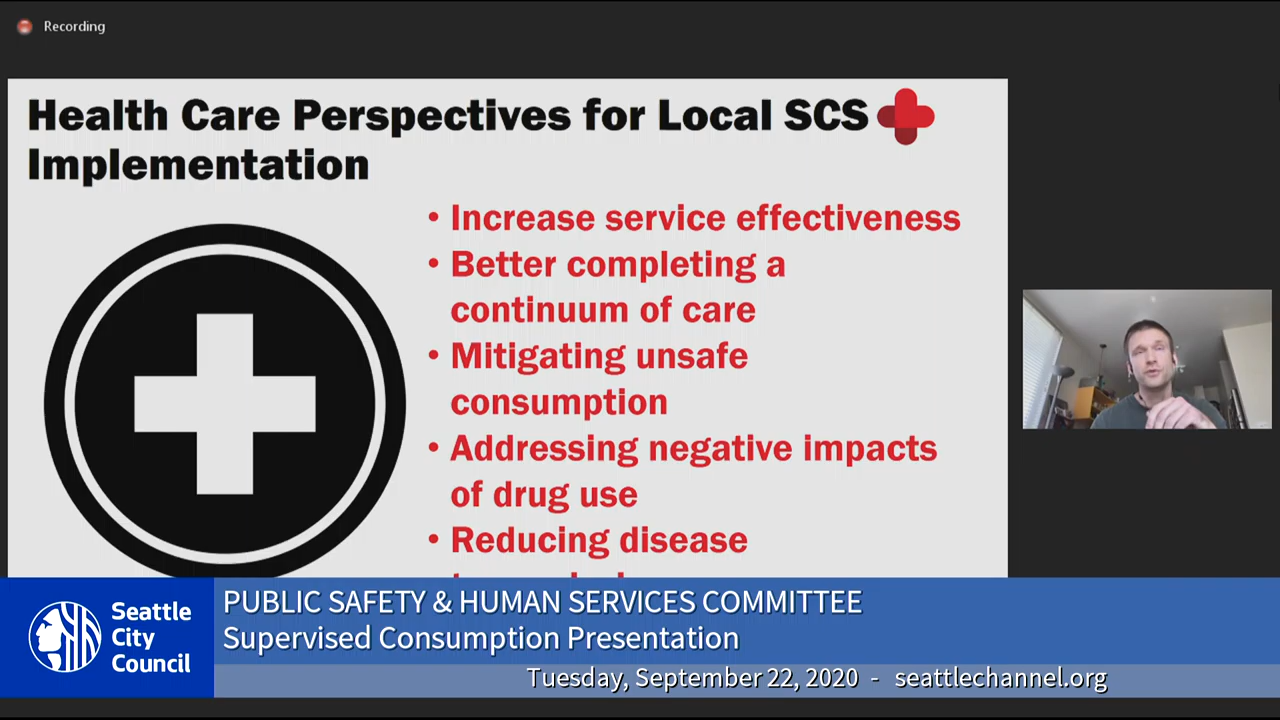 Recording
Health Care Perspectives for Local SCS
Implementation
• Increase service effectiveness
• Better completing a
continuum of care
• Mitigating unsafe
consumption
• Addressing negative impacts
of drug use
• Reducing disease
Seattle
City
Council
PUBLIC SAFETY & HUMAN SERVICES COMMITTEE
Supervised Consumption Presentation
Tuesday, September 22, 2020 - seattlechannel.org